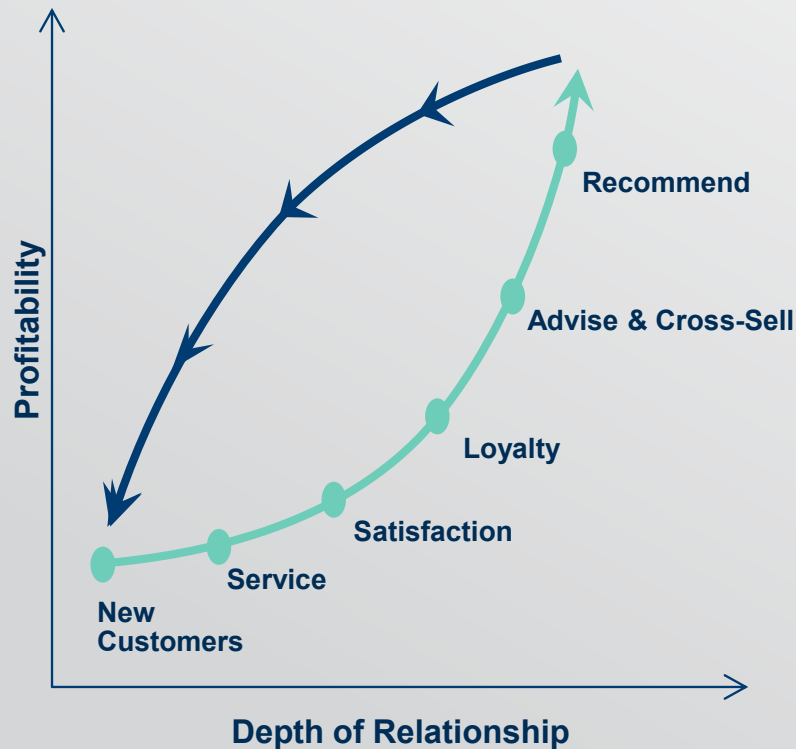 Recommend
Advise & Cross-Sell
Loyalty
Satisfaction
Service
New
Customers
Profitability
Depth of Relationship